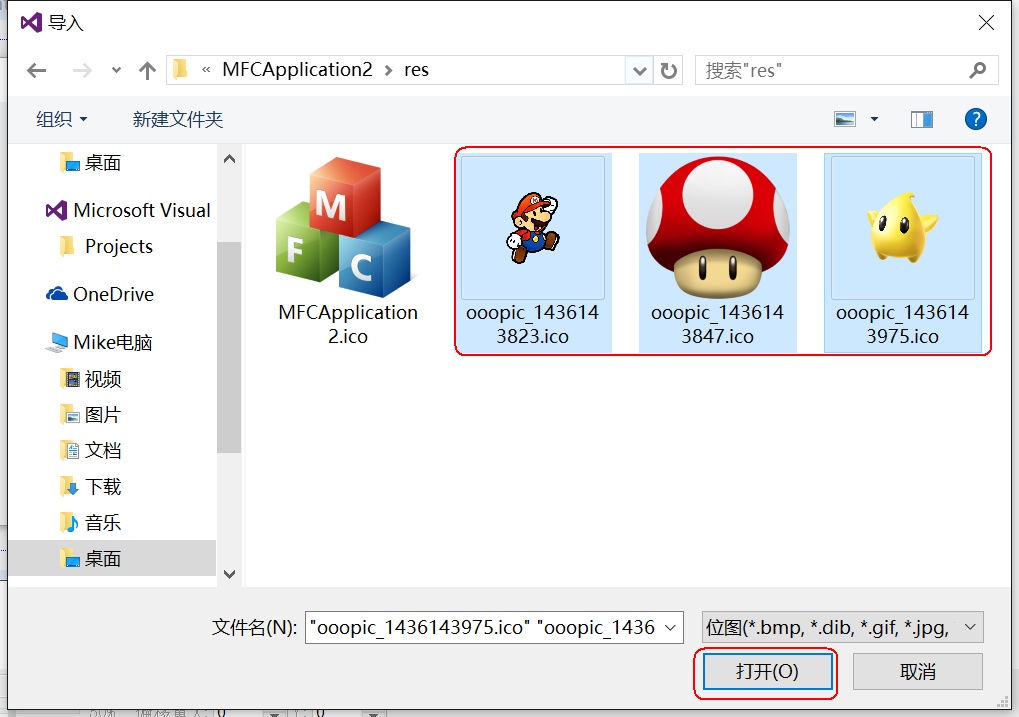 导入
« MFCApplication2 > res
搜索"res"
组织
新建文件夹
桌面
Microsoft Visual
Projects
OneDrive
Mike电脑
视频
图片
文档
下载
音乐
桌面
M
F C
MFCApplication
2.ico
ooopic_143614
3823.ico
ooopic_143614
3847.ico
ooopic_143614
3975.ico
文件名(N):
"ooopic_1436143975.ico" "ooopic_1436
位图(*.bmp, *.dib, *.gif, *.jpg,
打开(O)
取消